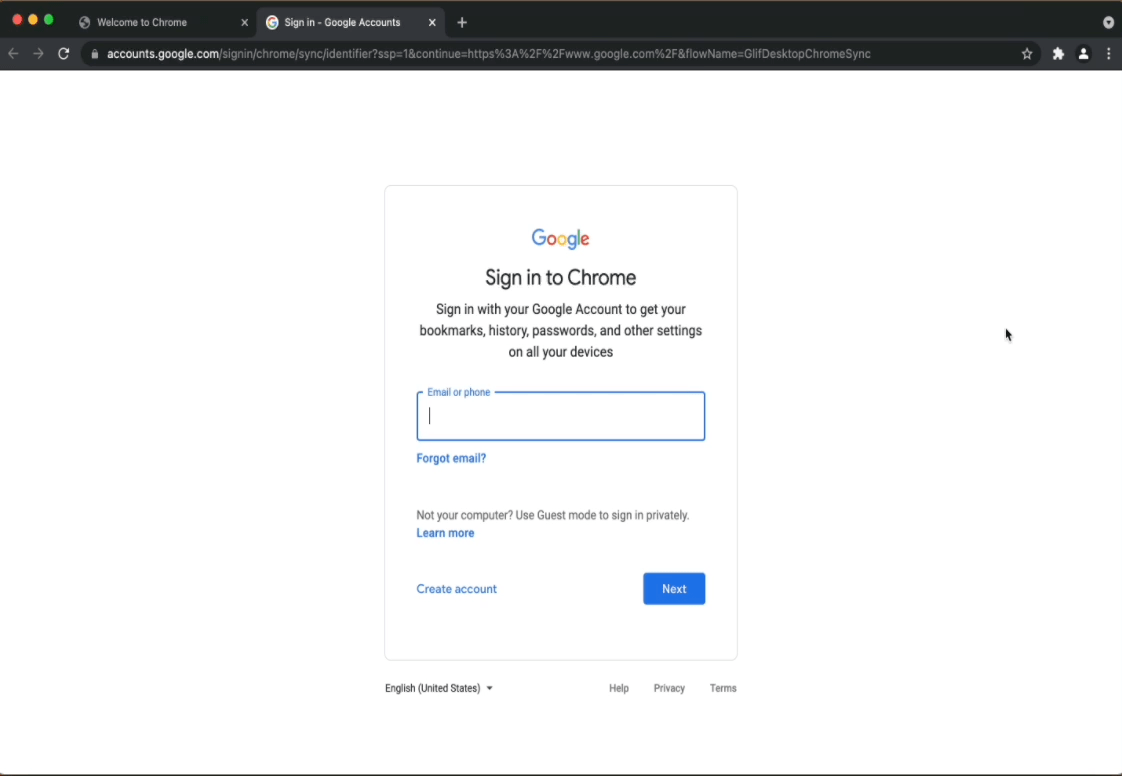 Welcome to Chrome
Sign in - Google Accounts
accounts.google.com/signin/chrome/sync/identifier?ssp=1&continue=https%3A%2F%2Fwww.google.com%2F&flowName=GlifDesktopChromeSync
Google
Sign in to Chrome
Sign in with your Google Account to get your
bookmarks, history, passwords, and other settings
on all your devices
Email or phone
Forgot email?
Not your computer? Use Guest mode to sign in privately.
Learn more
Create account
Next
English (United States)
Help
Privacy
Terms